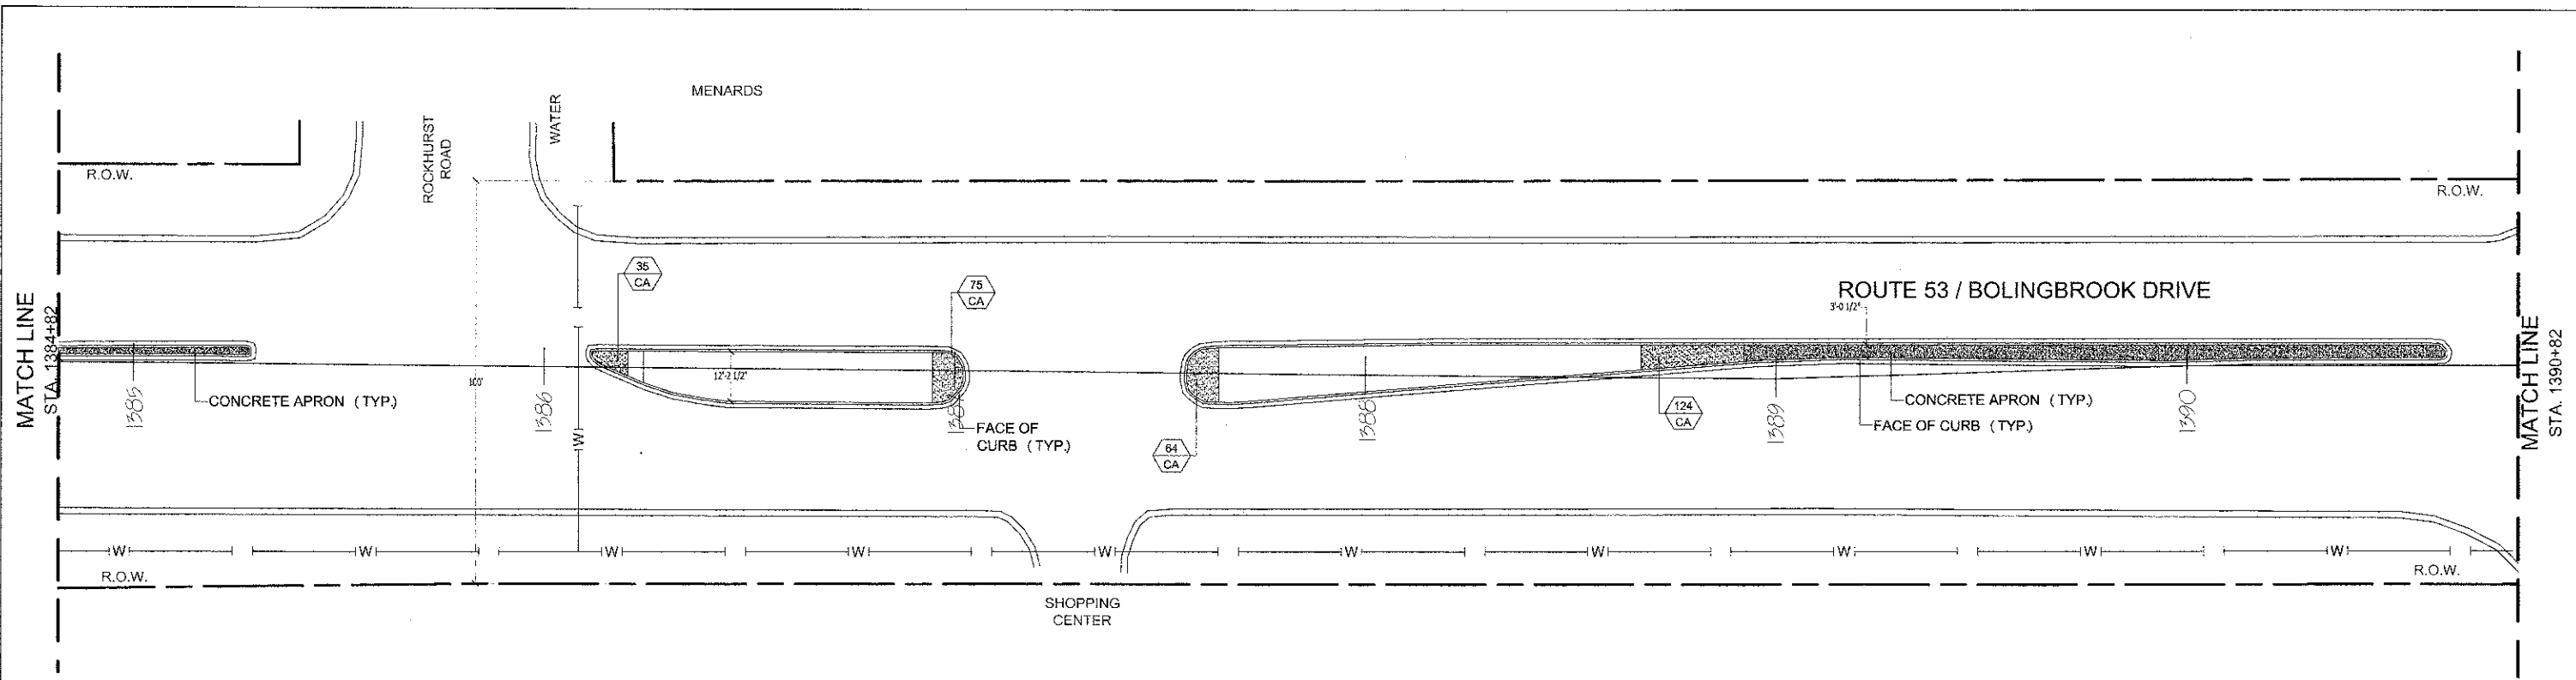 MENARDS
ROCKHURST
ROAD
WATER
R.O.W.
R.O.W.
35
CA
75
CA
ROUTE 53 / BOLINGBROOK DRIVE
3'-0 1/2"
MATCH LINE
STA. 1384+82
MATCH LINE
STA. 1390+82
1385
CONCRETE APRON (TYP.)
100'
1386
12'-2 1/2"
FACE OF
CURB (TYP.)
64
CA
1388
124
CA
1389
CONCRETE APRON (TYP.)
FACE OF CURB (TYP.)
1390
W
W
W
W
W
W
W
W
W
W
W
R.O.W.
R.O.W.
SHOPPING
CENTER